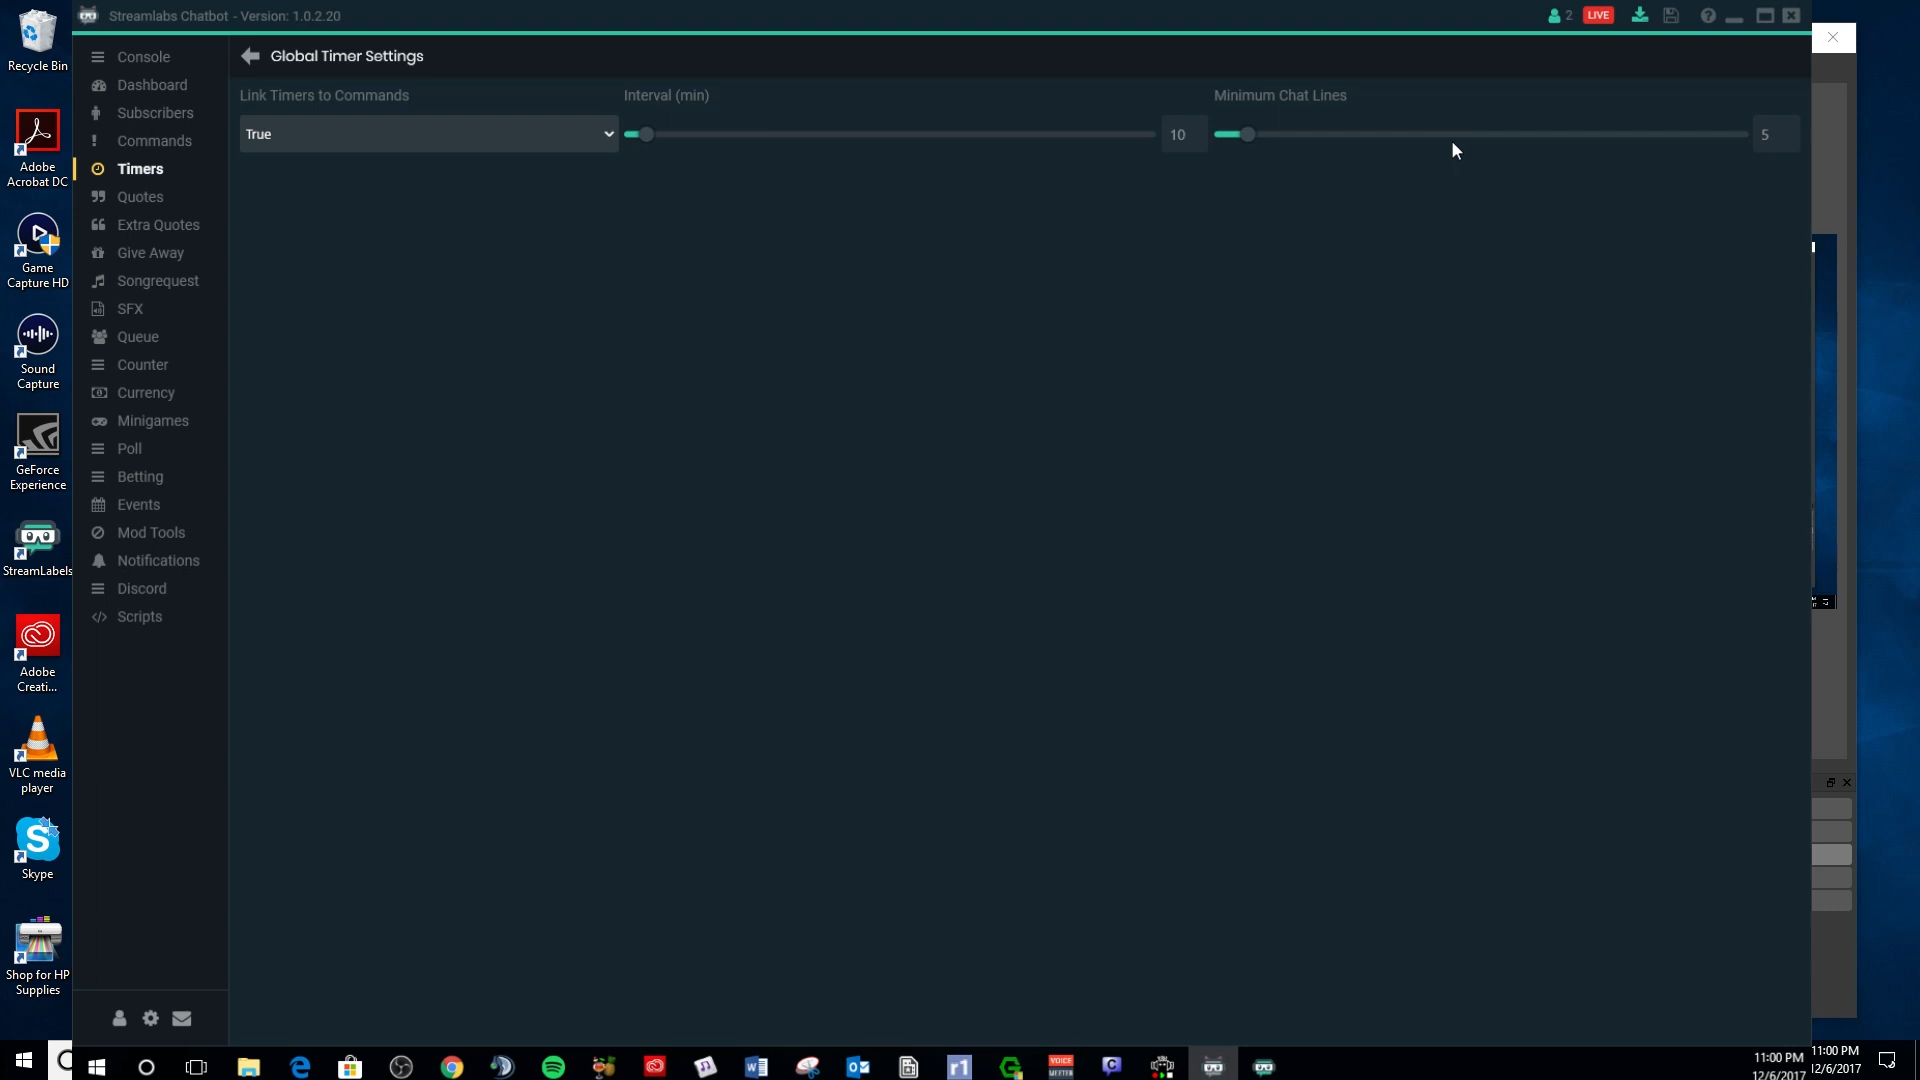 Streamlabs Chatbot - Version: 1.0.2.20
2
LIVE
Global Timer Settings
Link Timers to Commands
Interval (min)
Minimum Chat Lines
True
10
5
Console
Dashboard
Subscribers
Commands
Timers
Quotes
Extra Quotes
Give Away
Songrequest
SFX
Queue
Counter
Currency
Minigames
Poll
Betting
Events
Mod Tools
Notifications
Discord
Scripts
Recycle Bin
Adobe
Acrobat DC
Game
Capture HD
Sound
Capture
GeForce
Experience
StreamLabels
Adobe
Creati...
VLC media
player
Skype
Shop for HP
Supplies
r1
VOICE
11:00 PM
12/6/2017
11:00 PM
12/6/2017